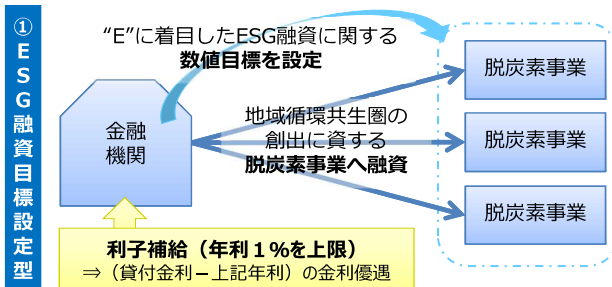 ①ESG融資目標設定型
“E”に着目したESG融資に関する
数値目標を設定
金融
機関
地域循環共生圏の
創出に資する
脱炭素事業へ融資
脱炭素事業
脱炭素事業
脱炭素事業
利子補給（年利１％を上限）
⇒（貸付金利－上記年利）の金利優遇